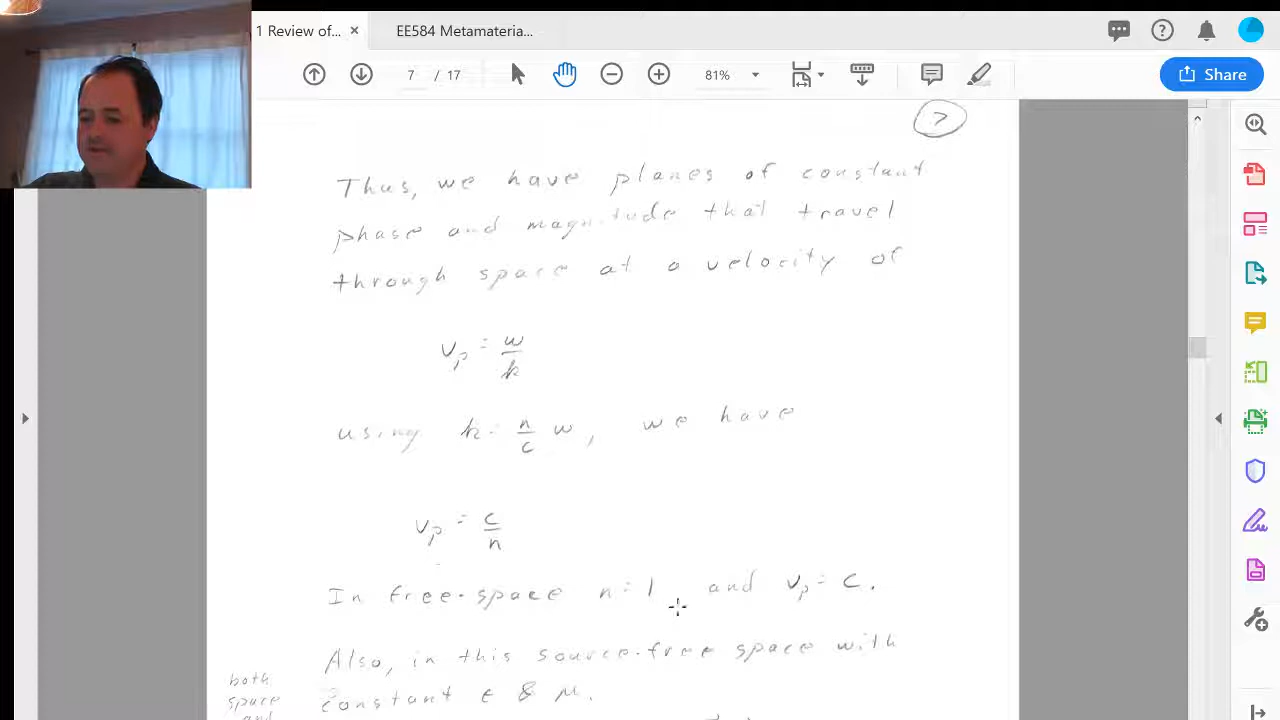 1 Review of...
EE584 Metamateria...
7 / 17
81%
Share
7
Thus, we have planes of constant
phase and magnitude that travel
through space at a velocity of
vp = w/k
using k = n/c w, we have
vp = c/n
In free-space n=1 and vp = c.
Also, in this source-free space with
both
constant ϵ & μ.
space
and